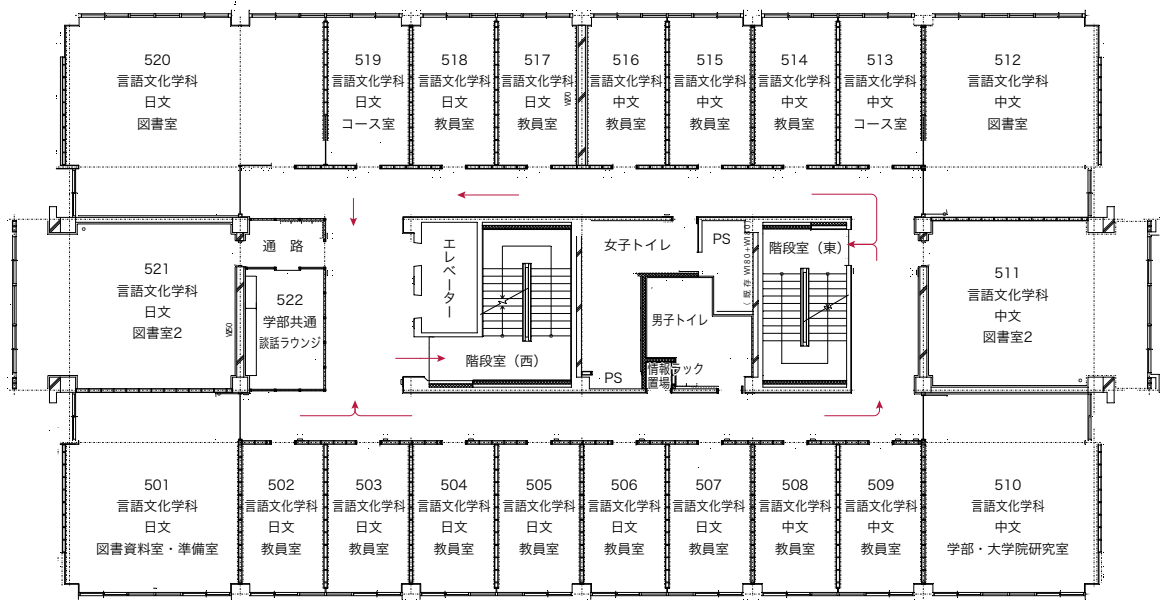 520
言語文化学科
日文
図書室
519
言語文化学科
日文
コース室
518
言語文化学科
日文
教員室
517
言語文化学科
日文
教員室
W250
516
言語文化学科
中文
教員室
515
言語文化学科
中文
教員室
514
言語文化学科
中文
教員室
513
言語文化学科
中文
コース室
512
言語文化学科
中文
図書室
521
言語文化学科
日文
図書室2
通 路
522
学部共通
談話ラウンジ
エレベーター
階段室（西）
女子トイレ
PS
男子トイレ
情報ラック
置場
PS
階段室（東）
511
言語文化学科
中文
図書室2
501
言語文化学科
日文
図書資料室・準備室
502
言語文化学科
日文
教員室
503
言語文化学科
日文
教員室
504
言語文化学科
日文
教員室
505
言語文化学科
日文
教員室
506
言語文化学科
日文
教員室
507
言語文化学科
日文
教員室
508
言語文化学科
中文
教員室
509
言語文化学科
中文
教員室
510
言語文化学科
中文
学部・大学院研究室